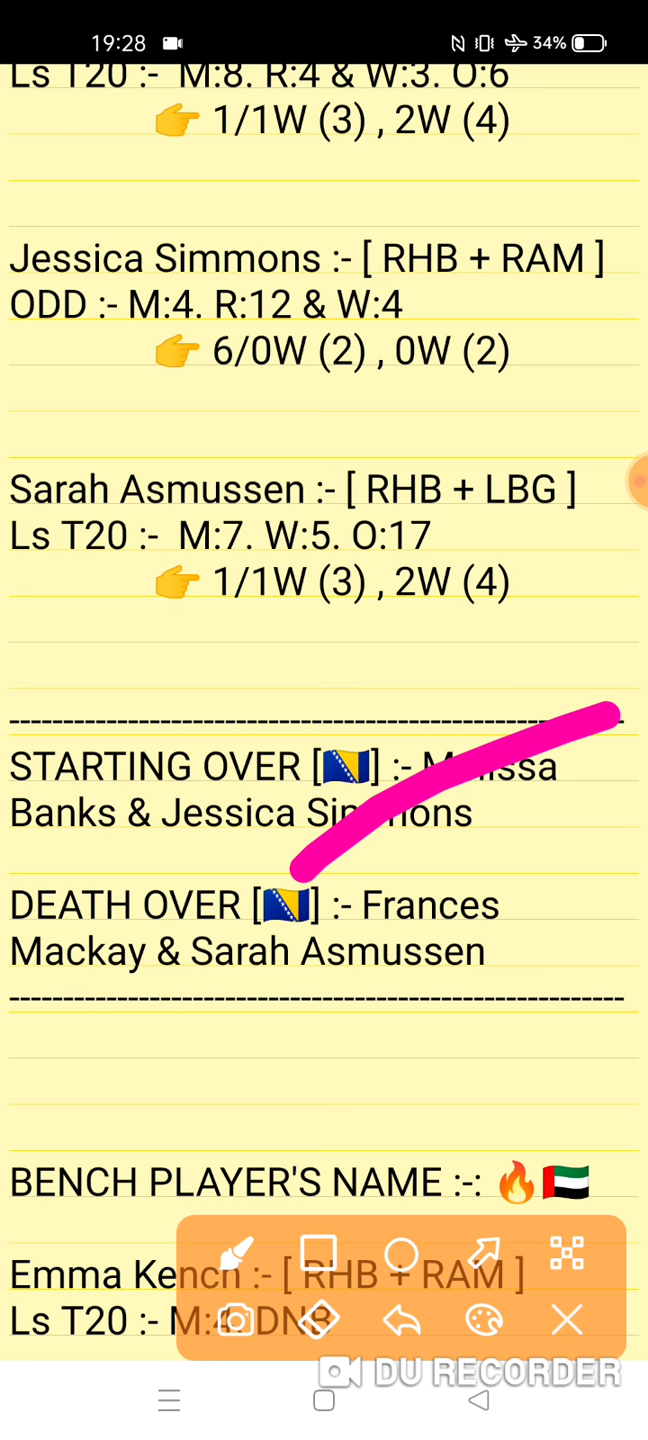 19:28 34%
Ls T20 :- M:8. R:4 & W:3. O:6
👉 1/1W (3) , 2W (4)
Jessica Simmons :- [ RHB + RAM ]
ODD :- M:4. R:12 & W:4
👉 6/0W (2) , 0W (2)
Sarah Asmussen :- [ RHB + LBG ]
Ls T20 :- M:7. W:5. O:17
👉 1/1W (3) , 2W (4)
------------------------------------------------------------
STARTING OVER [🇧🇦] :- Melissa
Banks & Jessica Simmons
DEATH OVER [🇧🇦] :- Frances
Mackay & Sarah Asmussen
------------------------------------------------------------
BENCH PLAYER'S NAME :-: 🔥🇦🇪
Emma Kench :- [ RHB + RAM ]
Ls T20 :- M:4. DNB
DU RECORDER